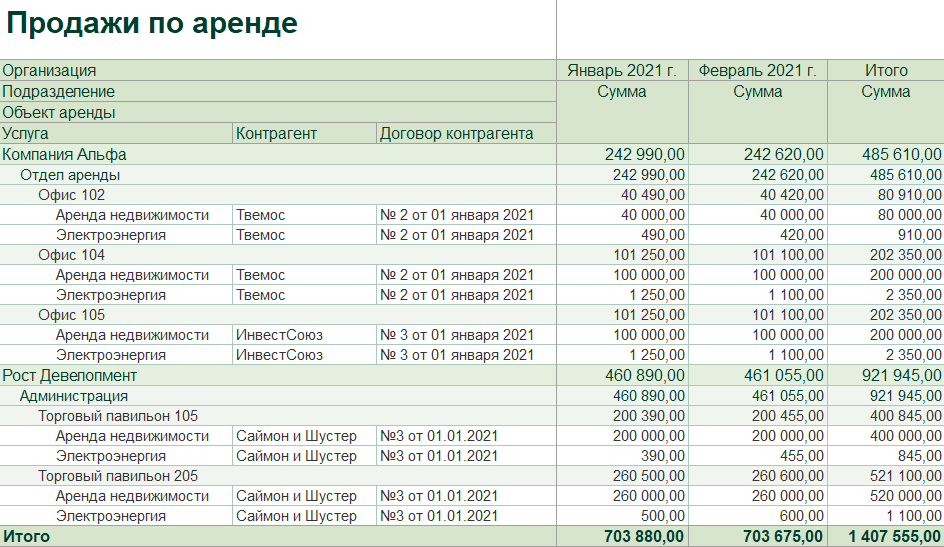 Продажи по аренде
Организация Январь 2021 г. Февраль 2021 г. Итого
Подразделение Сумма Сумма Сумма
Объект аренды
Услуга Контрагент Договор контрагента
Компания Альфа 242 990,00 242 620,00 485 610,00
Отдел аренды 242 990,00 242 620,00 485 610,00
Офис 102 40 490,00 40 420,00 80 910,00
Аренда недвижимости Твемос № 2 от 01 января 2021 40 000,00 40 000,00 80 000,00
Электроэнергия Твемос № 2 от 01 января 2021 490,00 420,00 910,00
Офис 104 101 250,00 101 100,00 202 350,00
Аренда недвижимости Твемос № 2 от 01 января 2021 100 000,00 100 000,00 200 000,00
Электроэнергия Твемос № 2 от 01 января 2021 1 250,00 1 100,00 2 350,00
Офис 105 101 250,00 101 100,00 202 350,00
Аренда недвижимости ИнвестСоюз № 3 от 01 января 2021 100 000,00 100 000,00 200 000,00
Электроэнергия ИнвестСоюз № 3 от 01 января 2021 1 250,00 1 100,00 2 350,00
Рост Девелопмент 460 890,00 461 055,00 921 945,00
Администрация 460 890,00 461 055,00 921 945,00
Торговый павильон 105 200 390,00 200 455,00 400 845,00
Аренда недвижимости Саймон и Шустер №3 от 01.01.2021 200 000,00 200 000,00 400 000,00
Электроэнергия Саймон и Шустер №3 от 01.01.2021 390,00 455,00 845,00
Торговый павильон 205 260 500,00 260 600,00 521 100,00
Аренда недвижимости Саймон и Шустер №3 от 01.01.2021 260 000,00 260 000,00 520 000,00
Электроэнергия Саймон и Шустер №3 от 01.01.2021 500,00 600,00 1 100,00
Итого 703 880,00 703 675,00 1 407 555,00